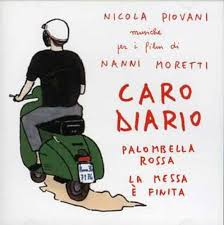 NICOLA PIOVANI
musiche
per i film di
NANNI MORETTI
CARO
DIARIO
PALOMBELLA
ROSSA
LA MESSA
È FINITA